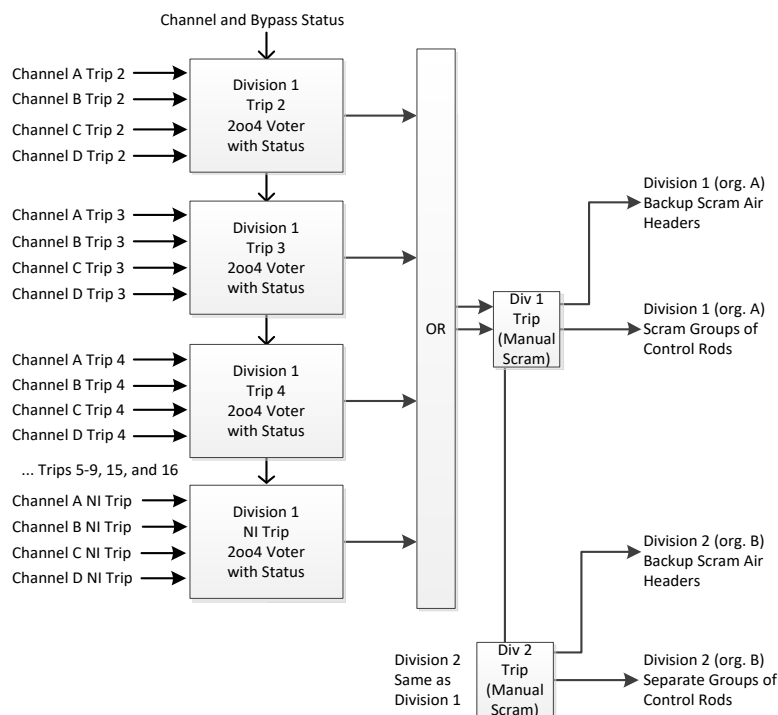 Channel and Bypass Status
Channel A Trip 2
Channel B Trip 2
Channel C Trip 2
Channel D Trip 2
Division 1
Trip 2
2oo4 Voter
with Status
Channel A Trip 3
Channel B Trip 3
Channel C Trip 3
Channel D Trip 3
Division 1
Trip 3
2oo4 Voter
with Status
Channel A Trip 4
Channel B Trip 4
Channel C Trip 4
Channel D Trip 4
Division 1
Trip 4
2oo4 Voter
with Status
... Trips 5-9, 15, and 16
Channel A NI Trip
Channel B NI Trip
Channel C NI Trip
Channel D NI Trip
Division 1
NI Trip
2oo4 Voter
with Status
OR
Div 1
Trip
(Manual
Scram)
Division 1 (org. A)
Backup Scram Air
Headers
Division 1 (org. A)
Scram Groups of
Control Rods
Division 2
Same as
Division 1
Div 2
Trip
(Manual
Scram)
Division 2 (org. B)
Backup Scram Air
Headers
Division 2 (org. B)
Separate Groups of
Control Rods